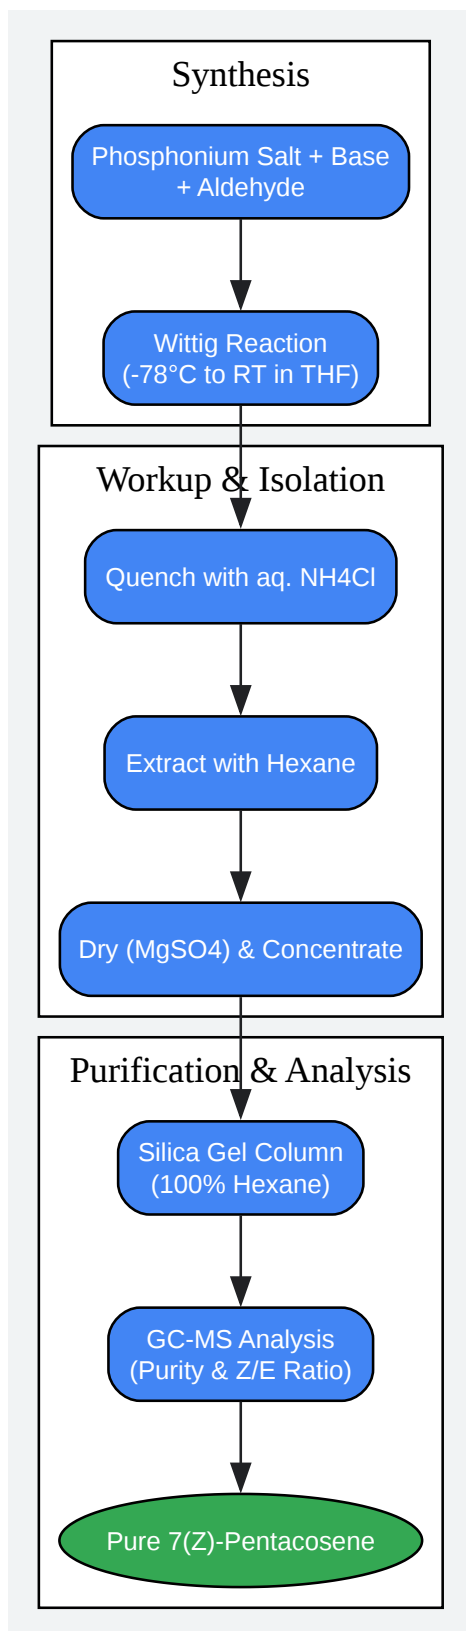 Synthesis
Phosphonium Salt + Base
+ Aldehyde
Wittig Reaction
(-78°C to RT in THF)
Workup & Isolation
Quench with aq. NH4Cl
Extract with Hexane
Dry (MgSO4) & Concentrate
Purification & Analysis
Silica Gel Column
(100% Hexane)
GC-MS Analysis
(Purity & Z/E Ratio)
Pure 7(Z)-Pentacosene